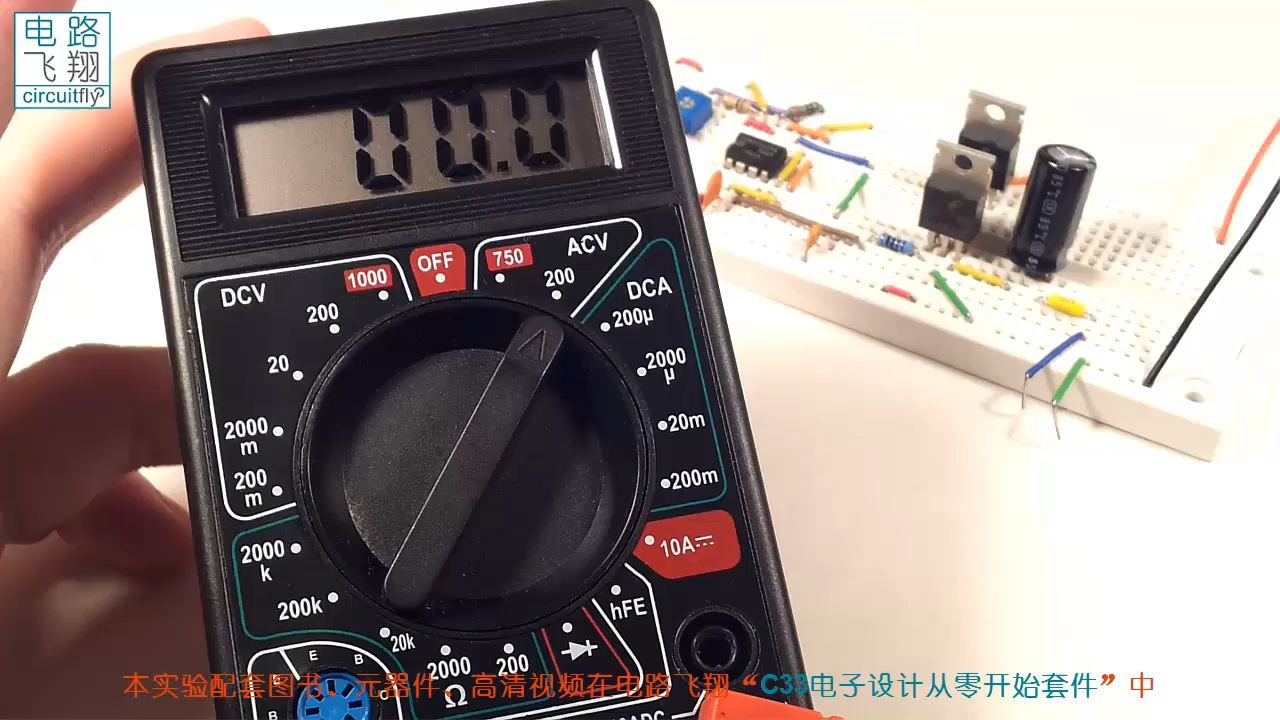 电路
飞翔
circuitfly
00.0
DCV
1000
OFF
750
ACV
200
200
DCA
200µ
20
2000
µ
2000
m
20m
200
m
200m
2000
k
10A
200k
hFE
20k
2000
200
Ω
E
B
E
B
本实验配套图书、元器件、高清视频在电路飞翔“C33电子设计从零开始套件”中